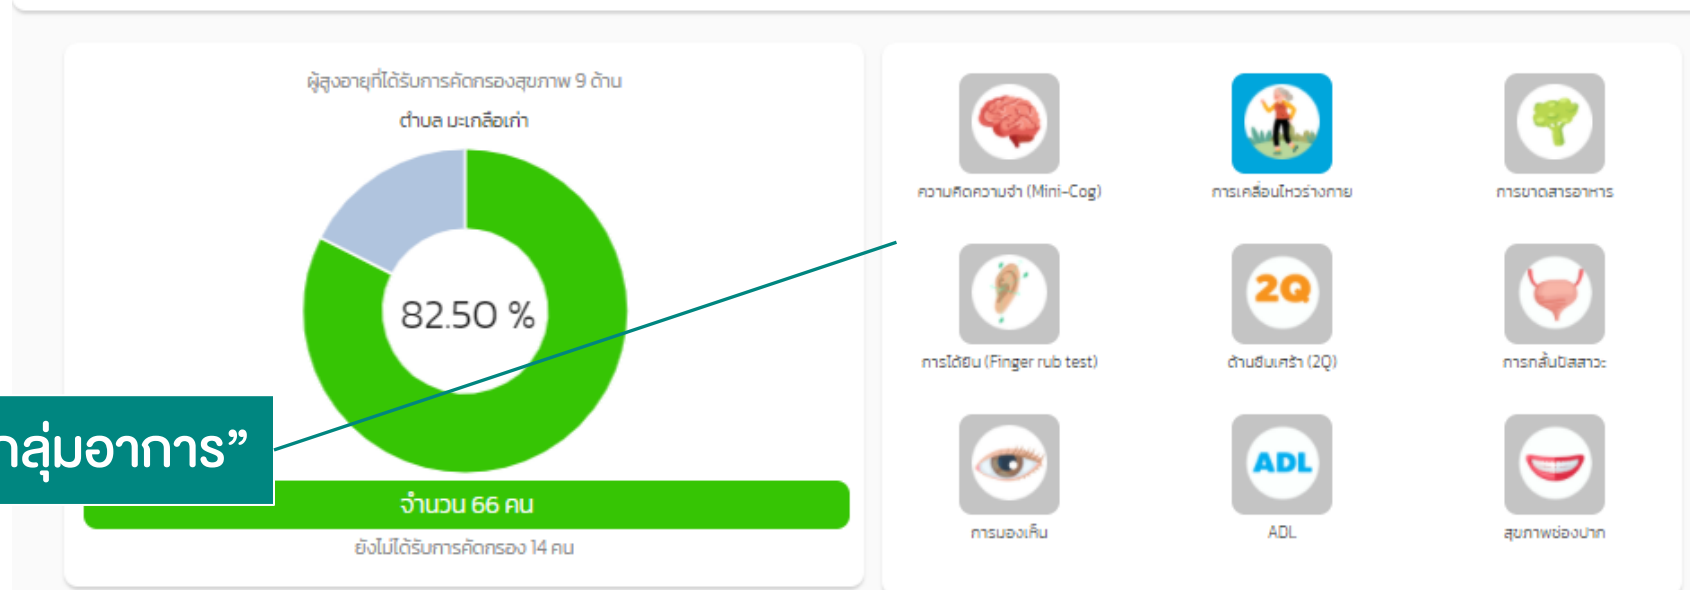 ผู้สูงอายุที่ได้รับการคัดกรองสุขภาพ 9 ด้าน
ตำบล มะเกลือเก่า
82.50 %
กลุ่มอาการ”
จำนวน 66 คน
ยังไม่ได้รับการคัดกรอง 14 คน
ความคิดความจำ (Mini-Cog)
การเคลื่อนไหวร่างกาย
การขาดสารอาหาร
การได้ยิน (Finger rub test)
2Q
ด้านซึมเศร้า (2Q)
การกลั้นปัสสาวะ
การมองเห็น
ADL
ADL
สุขภาพช่องปาก